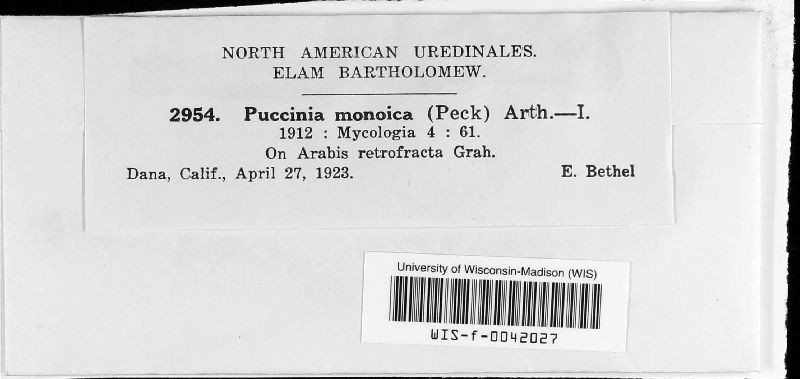 NORTH AMERICAN UREDINALES.
ELAM BARTHOLOMEW.
2954. Puccinia monoica (Peck) Arth.—I.
1912 : Mycologia 4 : 61.
On Arabis retrofracta Grah.
Dana, Calif., April 27, 1923. E. Bethel
University of Wisconsin-Madison (WIS)
WIS-f-0042027